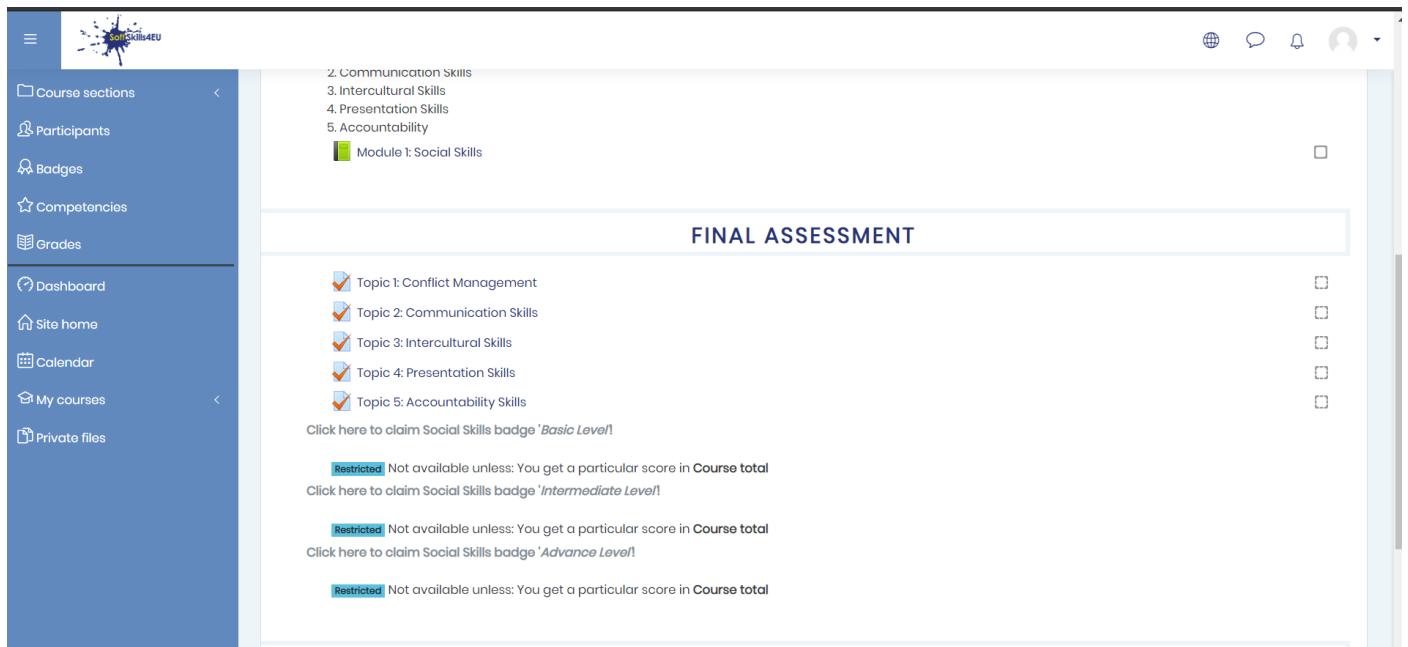 SoftSkills4EU
Course sections
Participants
Badges
Competencies
Grades
Dashboard
Site home
Calendar
My courses
Private files
2. Communication Skills
3. Intercultural Skills
4. Presentation Skills
5. Accountability
Module 1: Social Skills
FINAL ASSESSMENT
Topic 1: Conflict Management
Topic 2: Communication Skills
Topic 3: Intercultural Skills
Topic 4: Presentation Skills
Topic 5: Accountability Skills
Click here to claim Social Skills badge 'Basic Level'!
Restricted Not available unless: You get a particular score in Course total
Click here to claim Social Skills badge 'Intermediate Level'!
Restricted Not available unless: You get a particular score in Course total
Click here to claim Social Skills badge 'Advance Level'!
Restricted Not available unless: You get a particular score in Course total